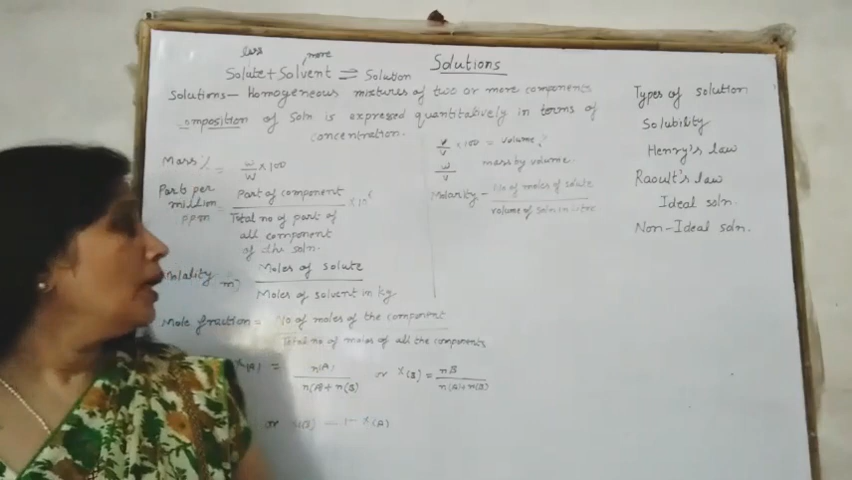 Solutions
less more
Solute + Solvent ⇌ Solution
Solutions — Homogeneous mixtures of two or more components
composition of Soln is expressed quantitatively in terms of
concentration.
Mass % = w/W × 100
Parts per
million
ppm = Part of component / Total no of part of
all component
of the soln. × 10⁶
Molality m) = Moles of solute / Moles of solvent in kg
Mole fraction = No of moles of the component / Total no of moles of all the components
x(A) = n(A) / n(A) + n(B) or x(B) = nB / n(A) + n(B)
or x(B) = 1 - x(A)
v/V × 100 = volume %
w/V mass by volume.
Molarity - No of moles of solute / volume of soln in litre
Types of solution
Solubility
Henry's law
Raoult's law
Ideal soln.
Non-Ideal soln.